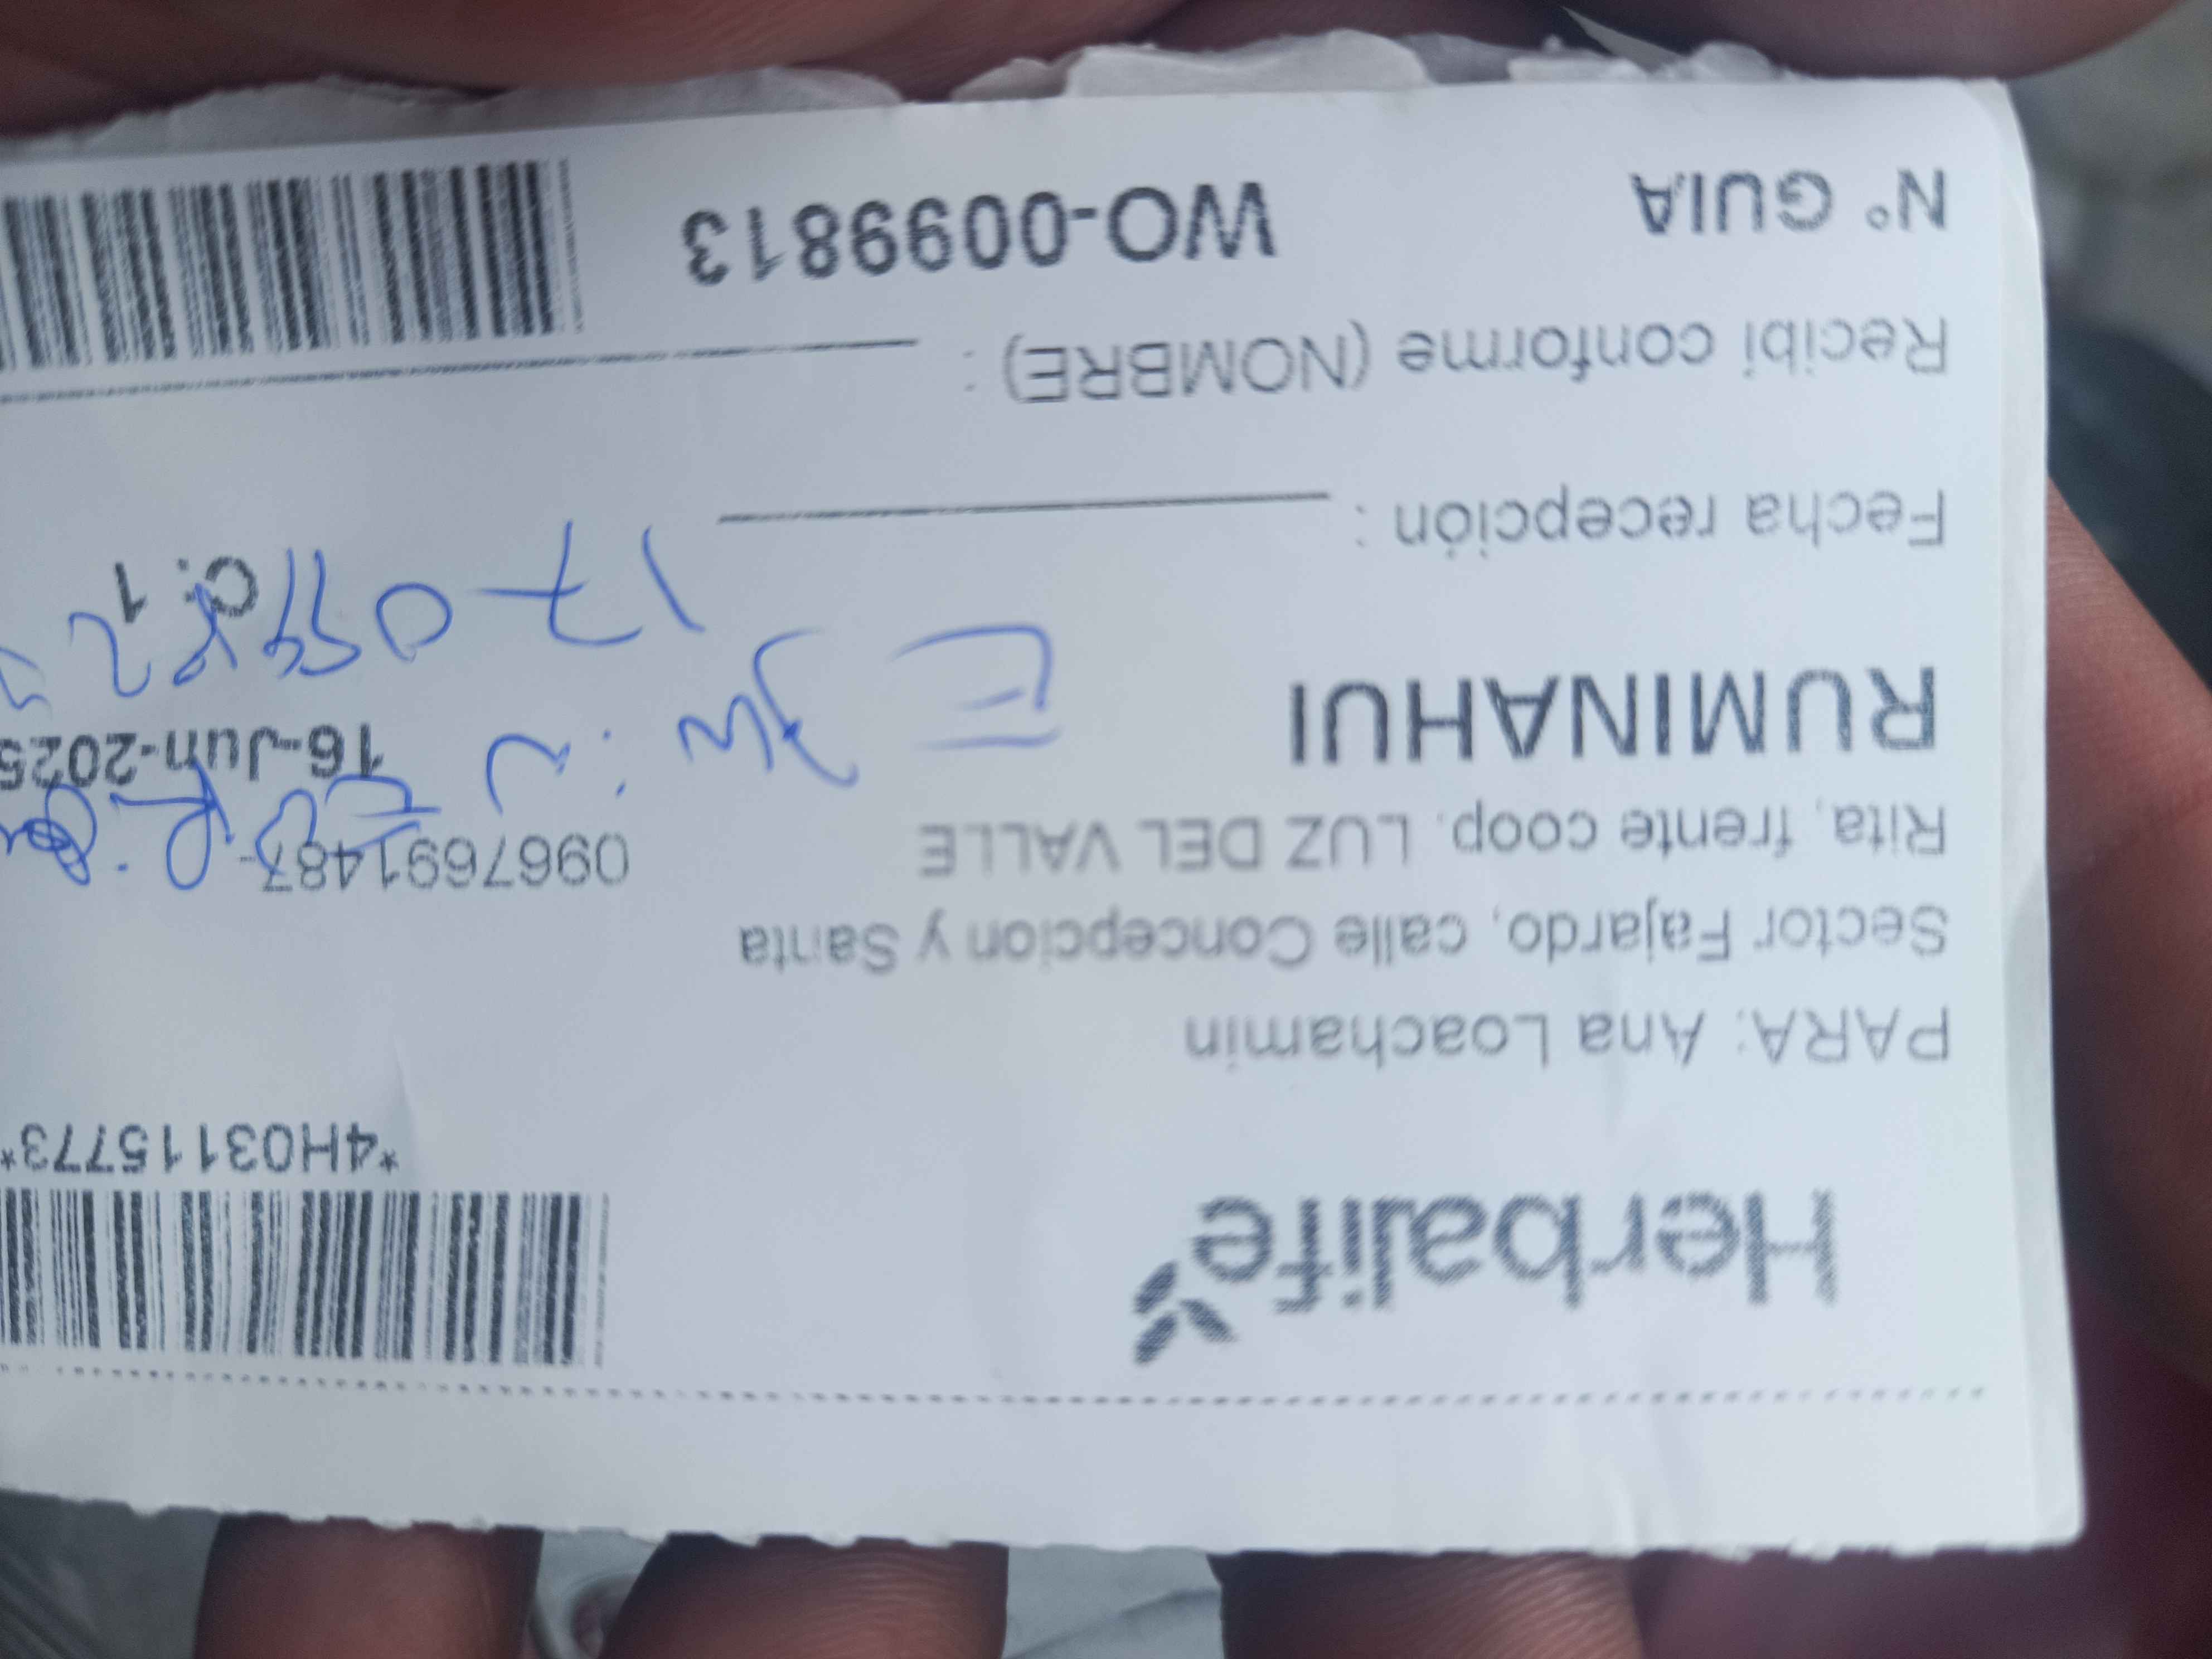 Herbalife
*4H03115773*
PARA: Ana Loachamin
Sector Fajardo, calle Concepcion y Santa
Rita, frente coop. LUZ DEL VALLE
0967691487-
RUMINAHUI
16-Jun-2025
C: 1
Fecha recepción :
Recibí conforme (NOMBRE) :
N° GUIA WO-0099813